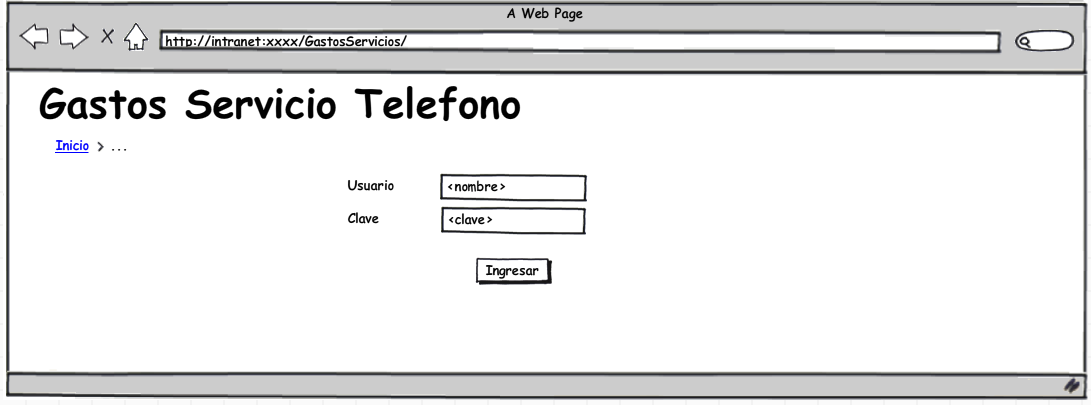 A Web Page
http://intranet:xxxx/GastosServicios/
Gastos Servicio Telefono
Inicio > ...
Usuario <nombre>
Clave <clave>
Ingresar